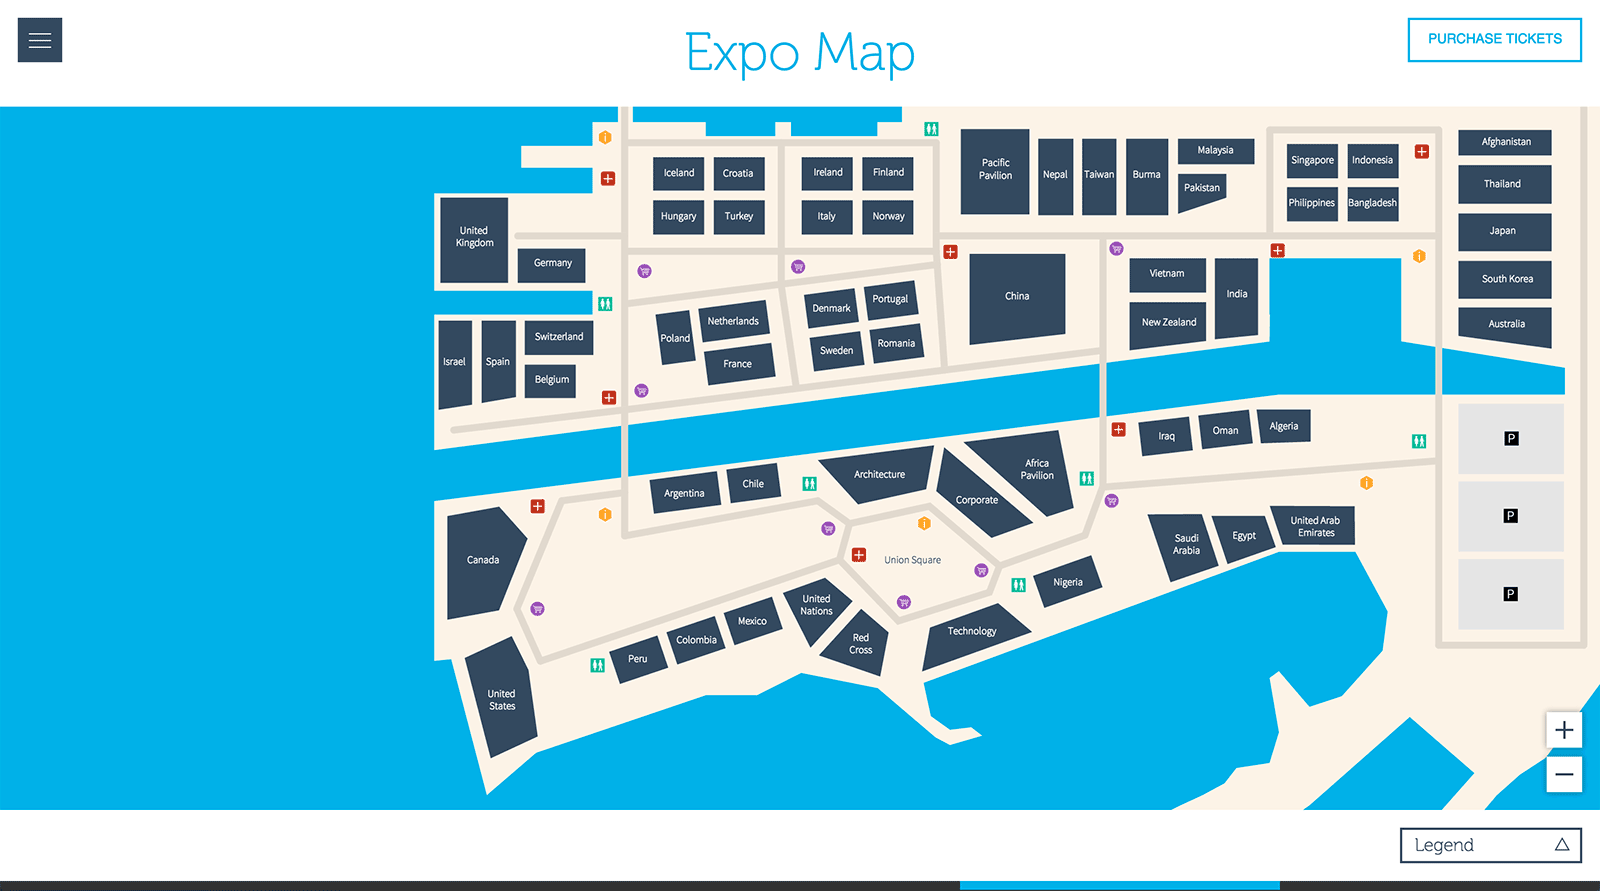 Expo Map
PURCHASE TICKETS
Iceland
Croatia
Hungary
Turkey
Ireland
Finland
Italy
Norway
Pacific
Pavilion
Nepal
Taiwan
Burma
Malaysia
Pakistan
Singapore
Indonesia
Philippines
Bangladesh
Afghanistan
Thailand
Japan
South Korea
Australia
United
Kingdom
Germany
Israel
Spain
Switzerland
Belgium
Poland
Netherlands
France
Denmark
Portugal
Sweden
Romania
China
Vietnam
New Zealand
India
Iraq
Oman
Algeria
P
P
P
Argentina
Chile
Architecture
Corporate
Africa
Pavilion
Canada
Union Square
i
i
i
i
i
Saudi
Arabia
Egypt
United Arab
Emirates
Nigeria
Technology
United
Nations
Red
Cross
Mexico
Colombia
Peru
United
States
Legend